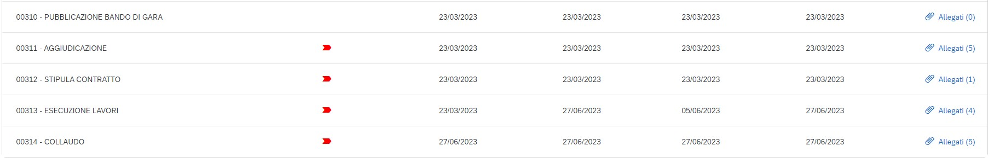 00310 - PUBBLICAZIONE BANDO DI GARA 23/03/2023 23/03/2023 23/03/2023 23/03/2023 Allegati (0)
00311 - AGGIUDICAZIONE 23/03/2023 23/03/2023 23/03/2023 23/03/2023 Allegati (5)
00312 - STIPULA CONTRATTO 23/03/2023 23/03/2023 23/03/2023 23/03/2023 Allegati (1)
00313 - ESECUZIONE LAVORI 23/03/2023 27/06/2023 05/06/2023 27/06/2023 Allegati (4)
00314 - COLLAUDO 27/06/2023 27/06/2023 27/06/2023 27/06/2023 Allegati (5)